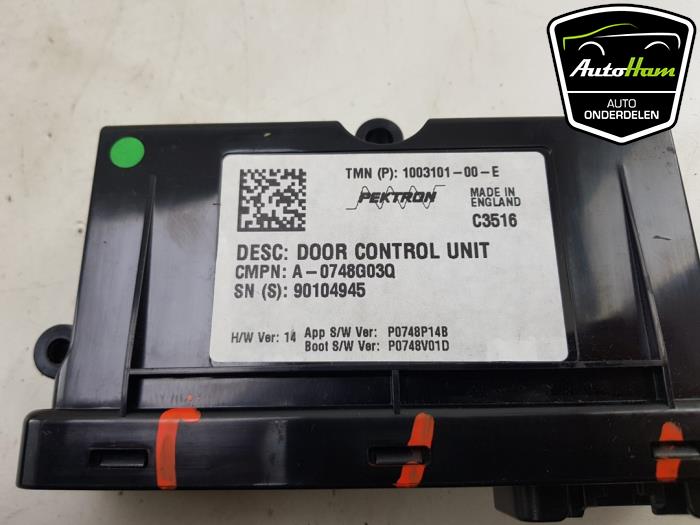 AutoHam
AUTO
ONDERDELEN
TMN (P): 1003101-00-E
PEKTRON
MADE IN
ENGLAND
C3516
DESC: DOOR CONTROL UNIT
CMPN: A-0748G03Q
SN (S): 90104945
H/W Ver: 14 App S/W Ver: P0748P14B
Boot S/W Ver: P0748V01D